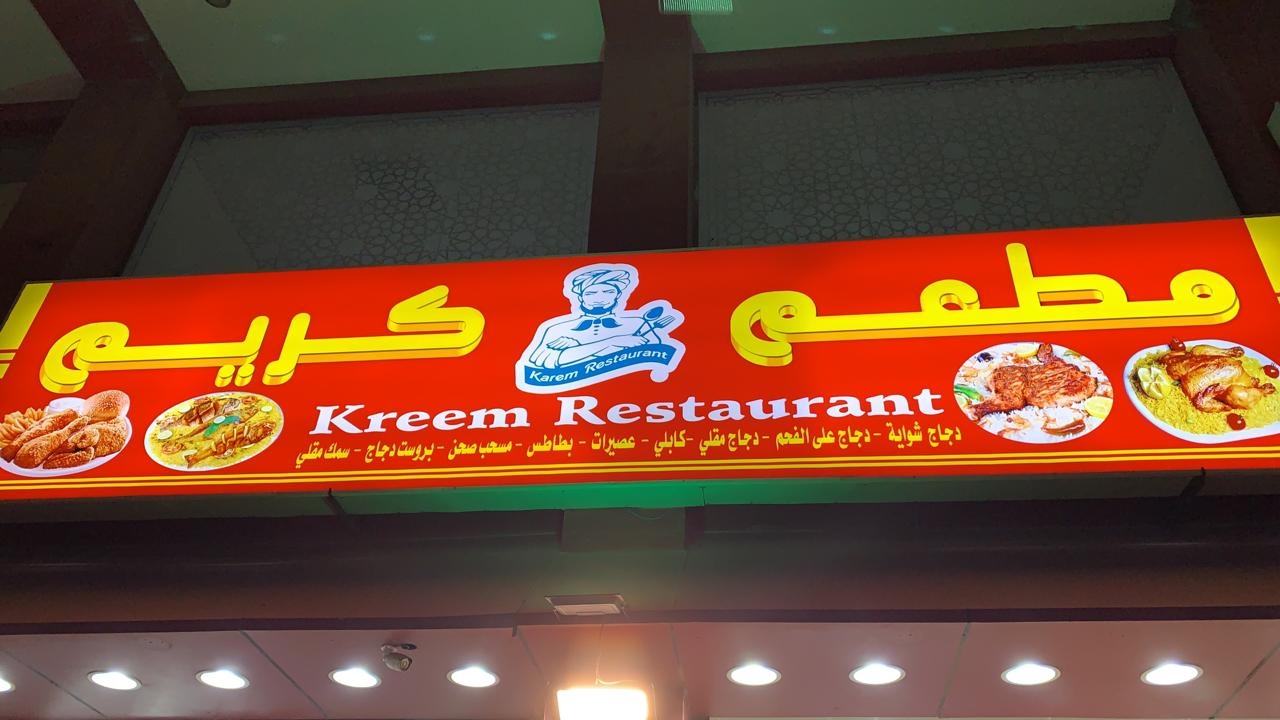 مطعم كريم
Karem Restaurant
Kreem Restaurant
دجاج شواية - دجاج على الفحم - دجاج مقلي - كابلي - عصيرات - بطاطس - مسحب صحن - بروست دجاج - سمك مقلي